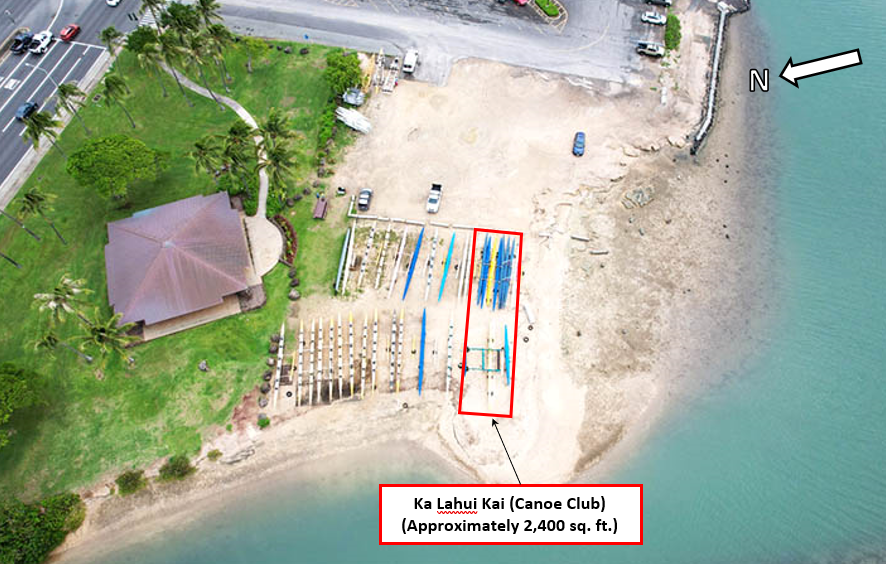 N
Ka Lahui Kai (Canoe Club)
(Approximately 2,400 sq. ft.)